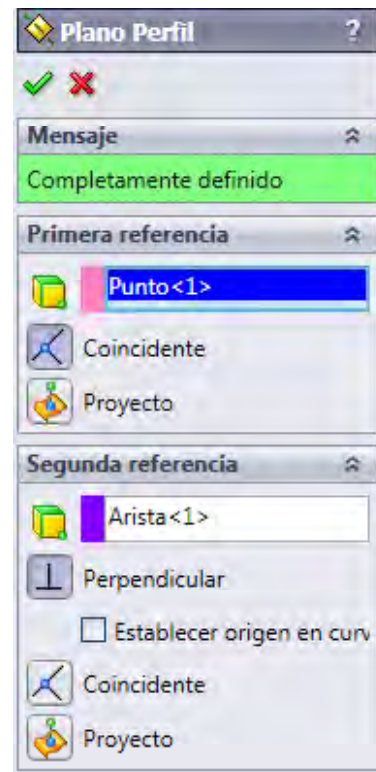 Plano Perfil ?
Mensaje
Completamente definido
Primera referencia
Punto<1>
Coincidente
Proyecto
Segunda referencia
Arista<1>
Perpendicular
Establecer origen en curv
Coincidente
Proyecto